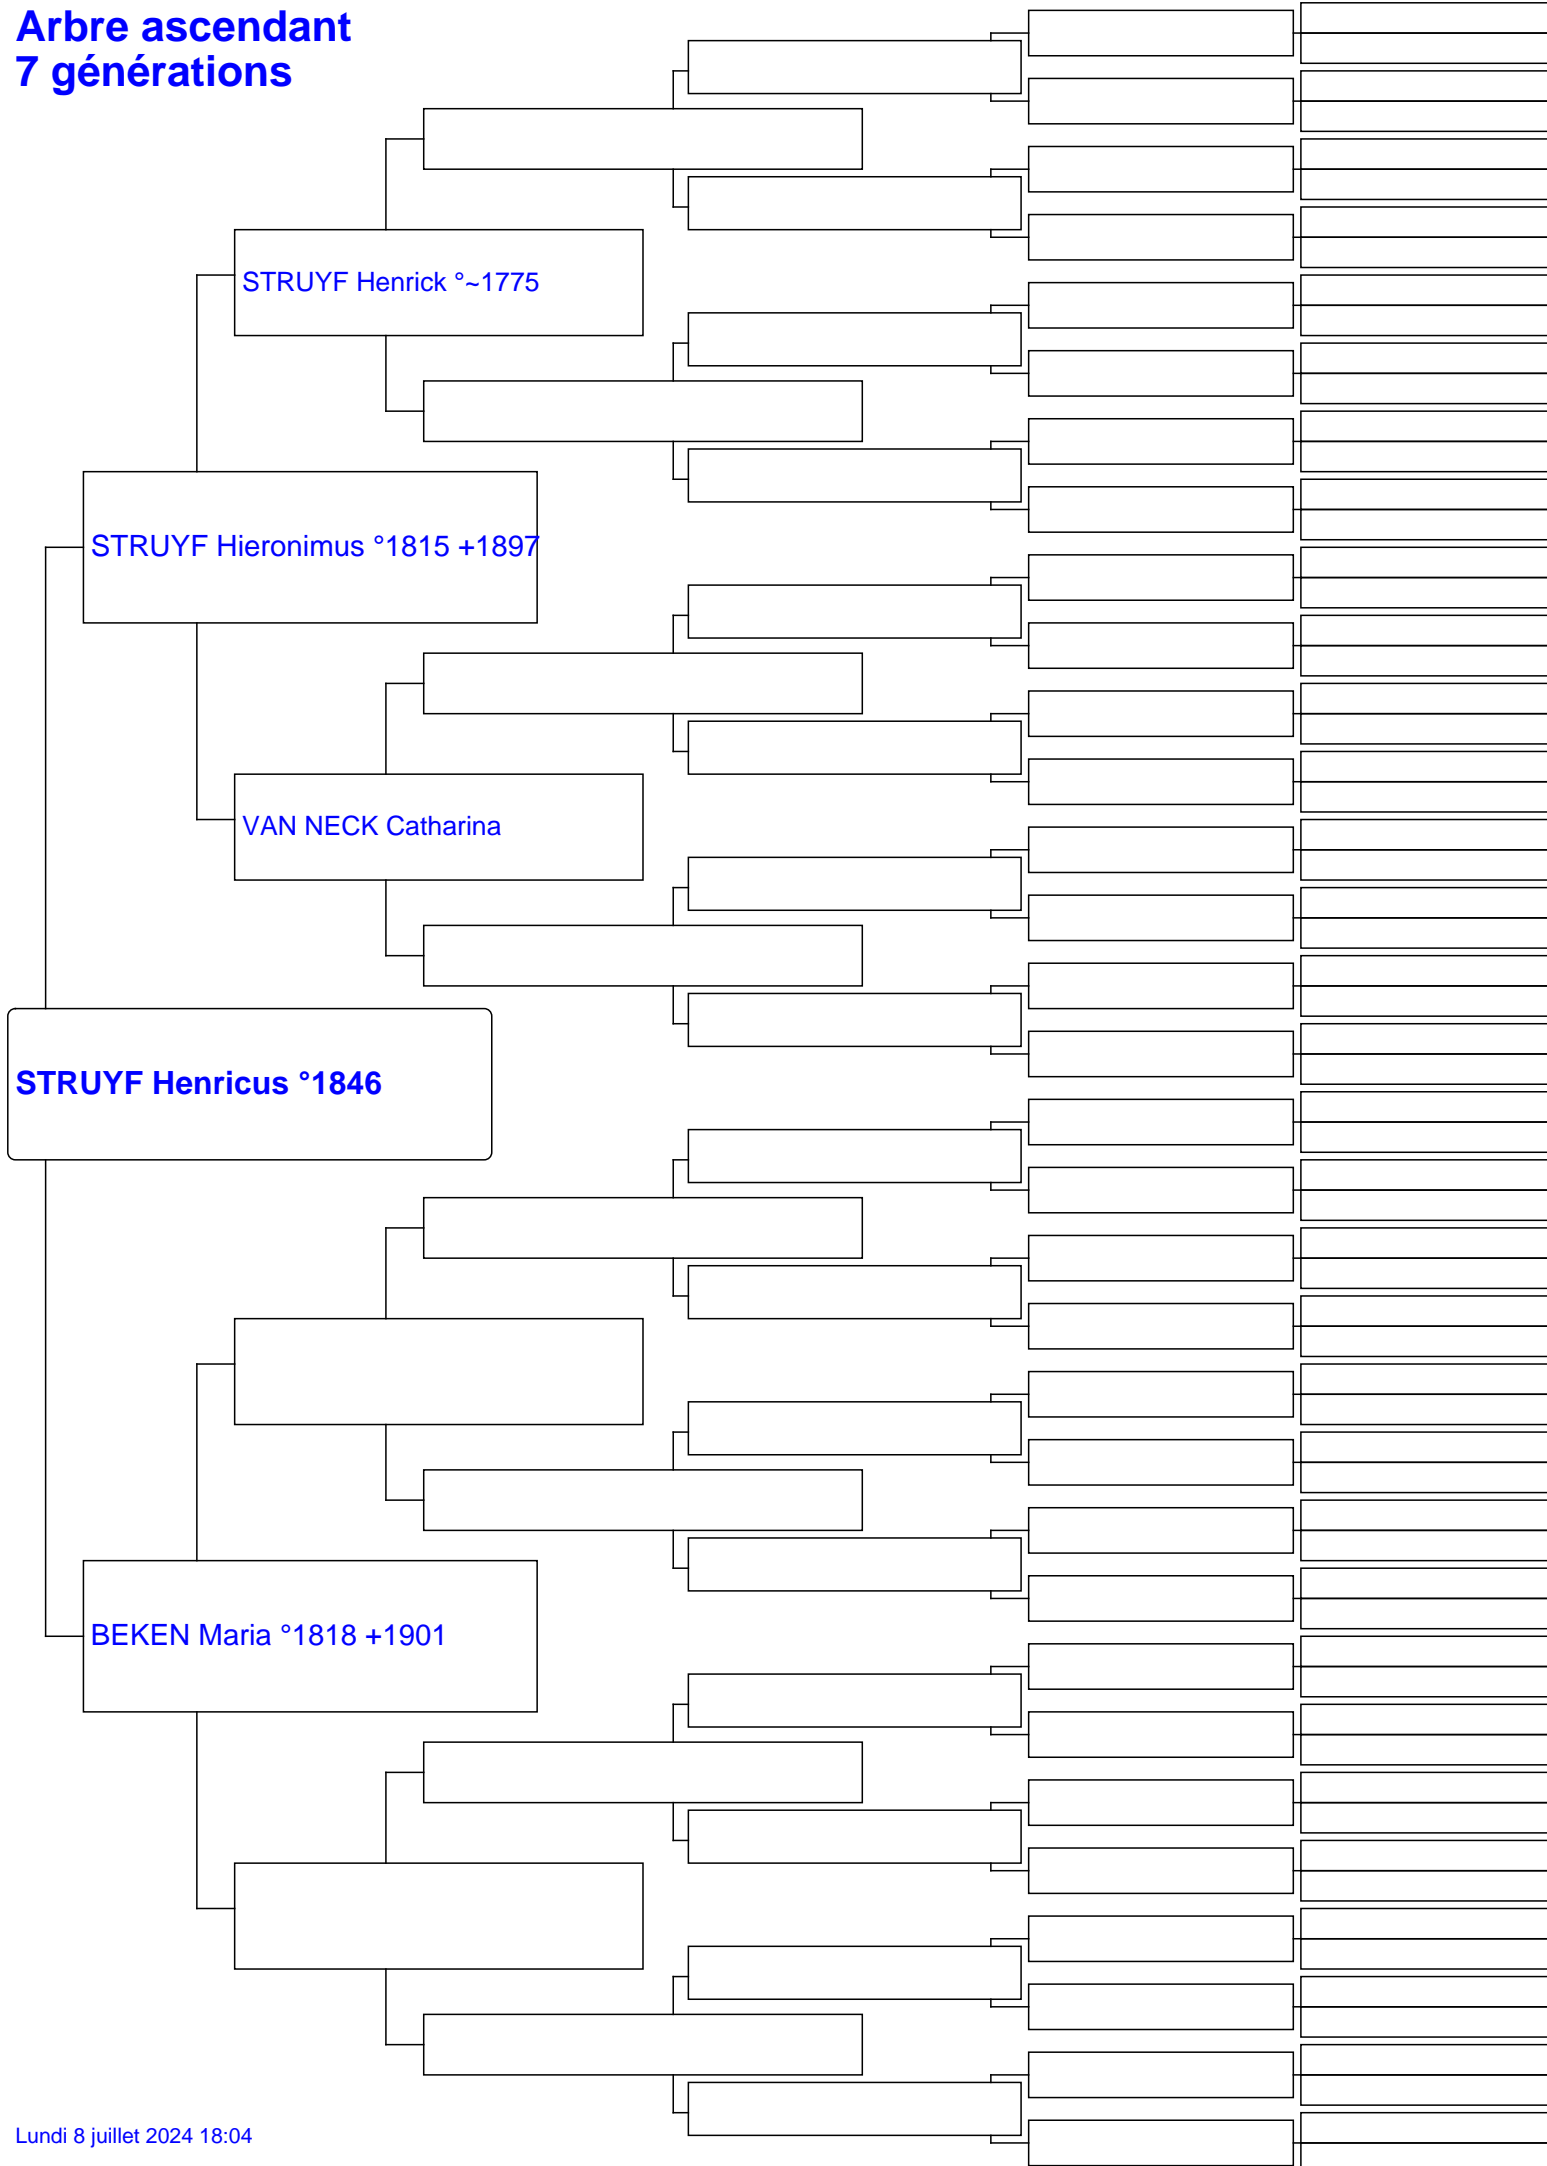 Arbre ascendant
7 générations
STRUYF Henrick °~1775
STRUYF Hieronimus °1815 +1897
VAN NECK Catharina
STRUYF Henricus °1846
BEKEN Maria °1818 +1901
Lundi 8 juillet 2024 18:04